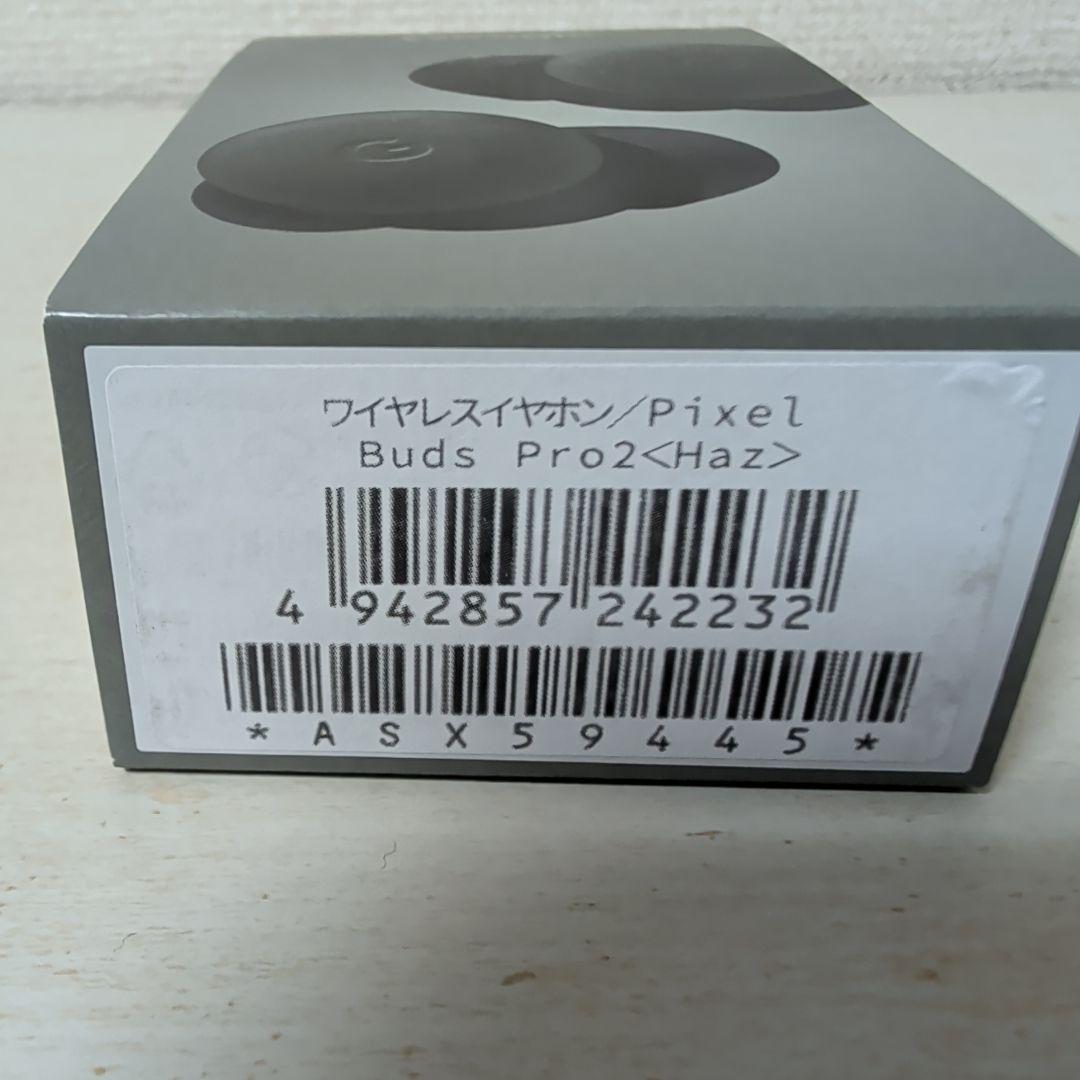 ワイヤレスイヤホン/Pixel
Buds Pro2<Haz>
4 942857 242232
*ASX59445*